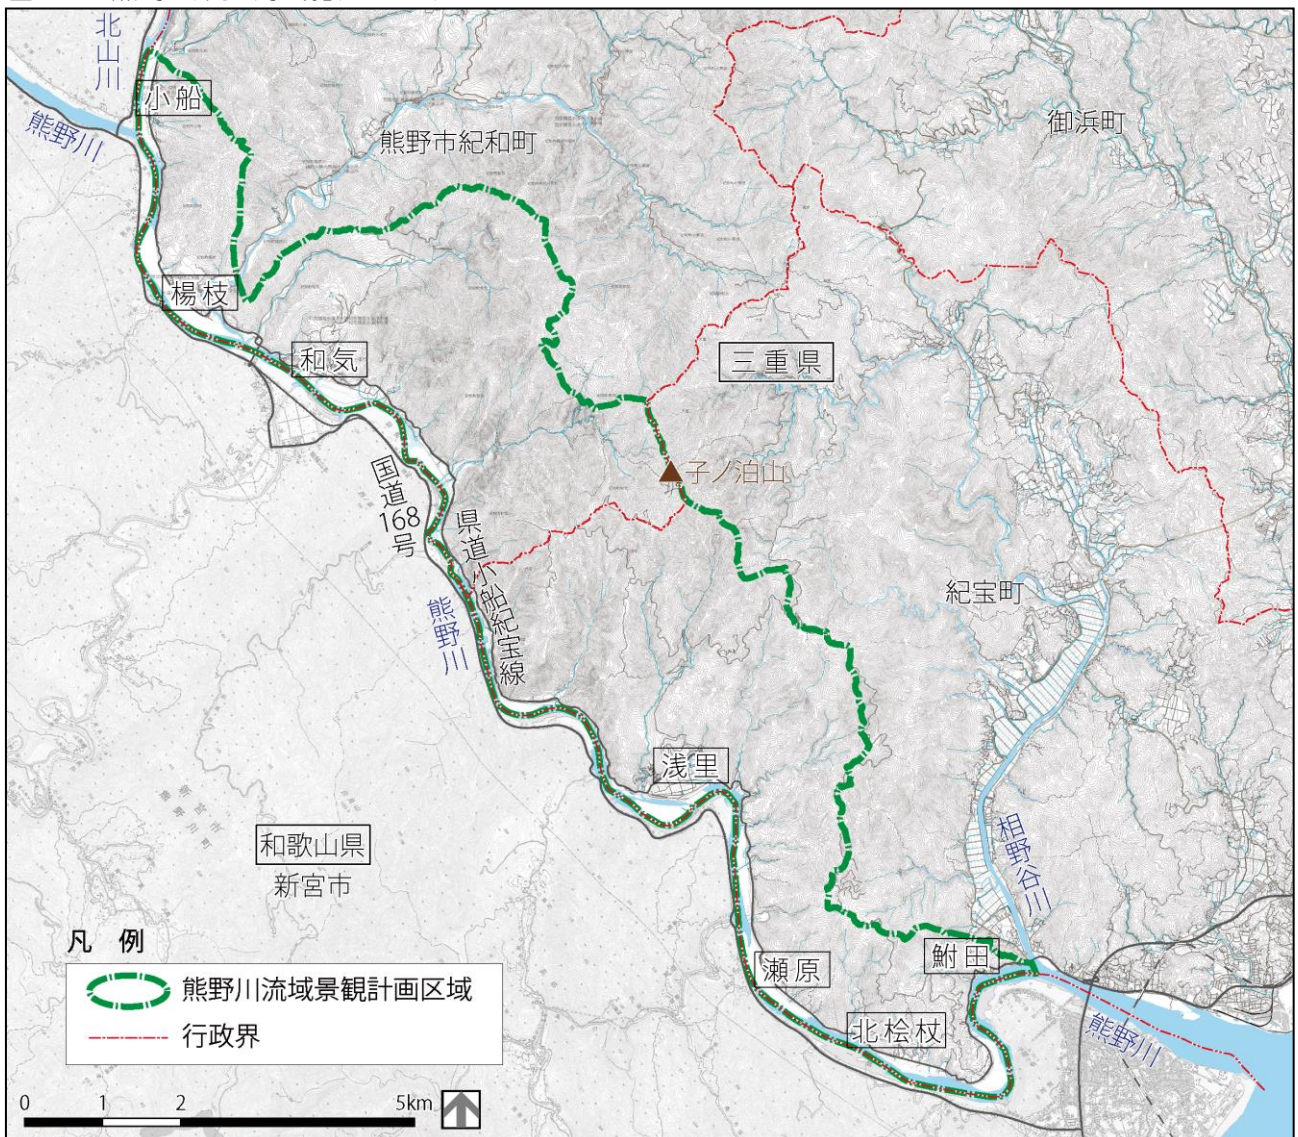 北山川
小船
熊野川
熊野市紀和町
御浜町
楊枝
和気
三重県
子ノ泊山
国道168号
県道小船紀宝線
熊野川
紀宝町
浅里
和歌山県
新宮市
相野谷川
鮒田
瀬原
北桧杖
熊野川
凡 例
熊野川流域景観計画区域
行政界
0 1 2 5km